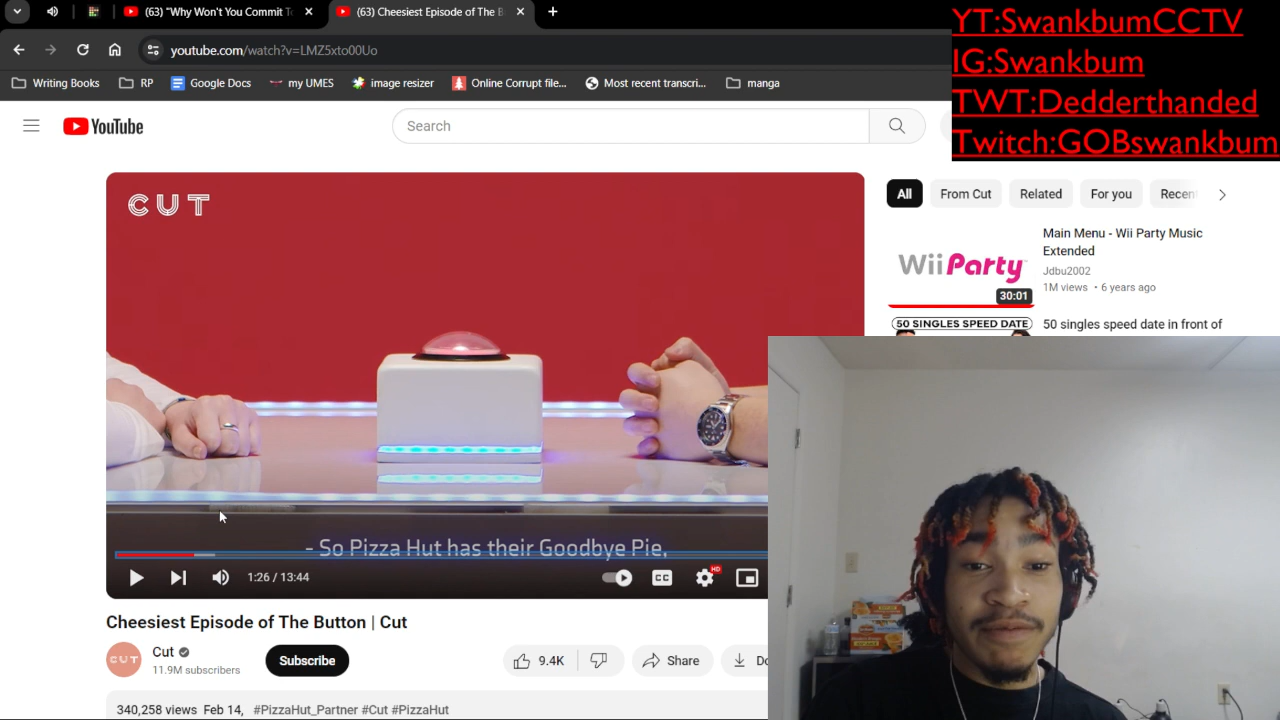 (63) "Why Won't You Commit T
(63) Cheesiest Episode of The B
YT:SwankbumCCTV
IG:Swankbum
TWT:Dedderthanded
Twitch:GOBswankbum
youtube.com/watch?v=LMZ5xto00Uo
Writing Books
RP
Google Docs
my UMES
image resizer
Online Corrupt file...
Most recent transcri...
manga
YouTube
Search
CUT
All
From Cut
Related
For you
Recen
Main Menu - Wii Party Music
Extended
Jdbu2002
1M views • 6 years ago
Wii Party
30:01
50 SINGLES SPEED DATE
50 singles speed date in front of
- So Pizza Hut has their Goodbye Pie,
1:26 / 13:44
CC
HD
Cheesiest Episode of The Button | Cut
CUT
Cut
11.9M subscribers
Subscribe
9.4K
Share
Do
340,258 views Feb 14, #PizzaHut_Partner #Cut #PizzaHut